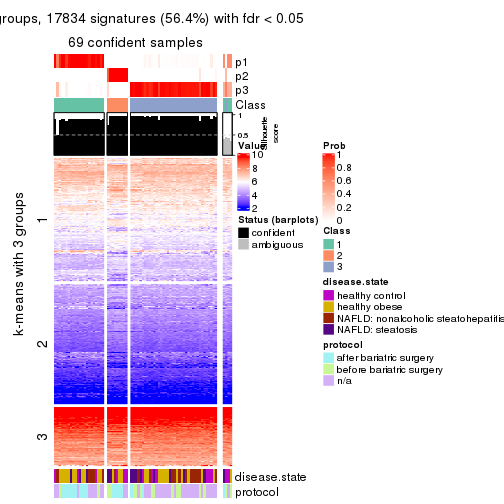 groups, 17834 signatures (56.4%) with fdr < 0.05
69 confident samples
p1
p2
p3
Class
1
0.5
0
Silhouette
score
k-means with 3 groups
1
2
3
disease.state
protocol
Value
10
8
6
4
2
Status (barplots)
confident
ambiguous
Prob
1
0.8
0.6
0.4
0.2
0
Class
1
2
3
disease.state
healthy control
healthy obese
NAFLD: nonalcoholic steatohepatitis
NAFLD: steatosis
protocol
after bariatric surgery
before bariatric surgery
n/a